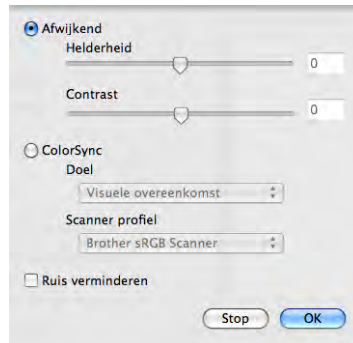 Afwijkend
Helderheid
0
Contrast
0
ColorSync
Doel
Visuele overeenkomst
Scanner profiel
Brother sRGB Scanner
Ruis verminderen
Stop OK